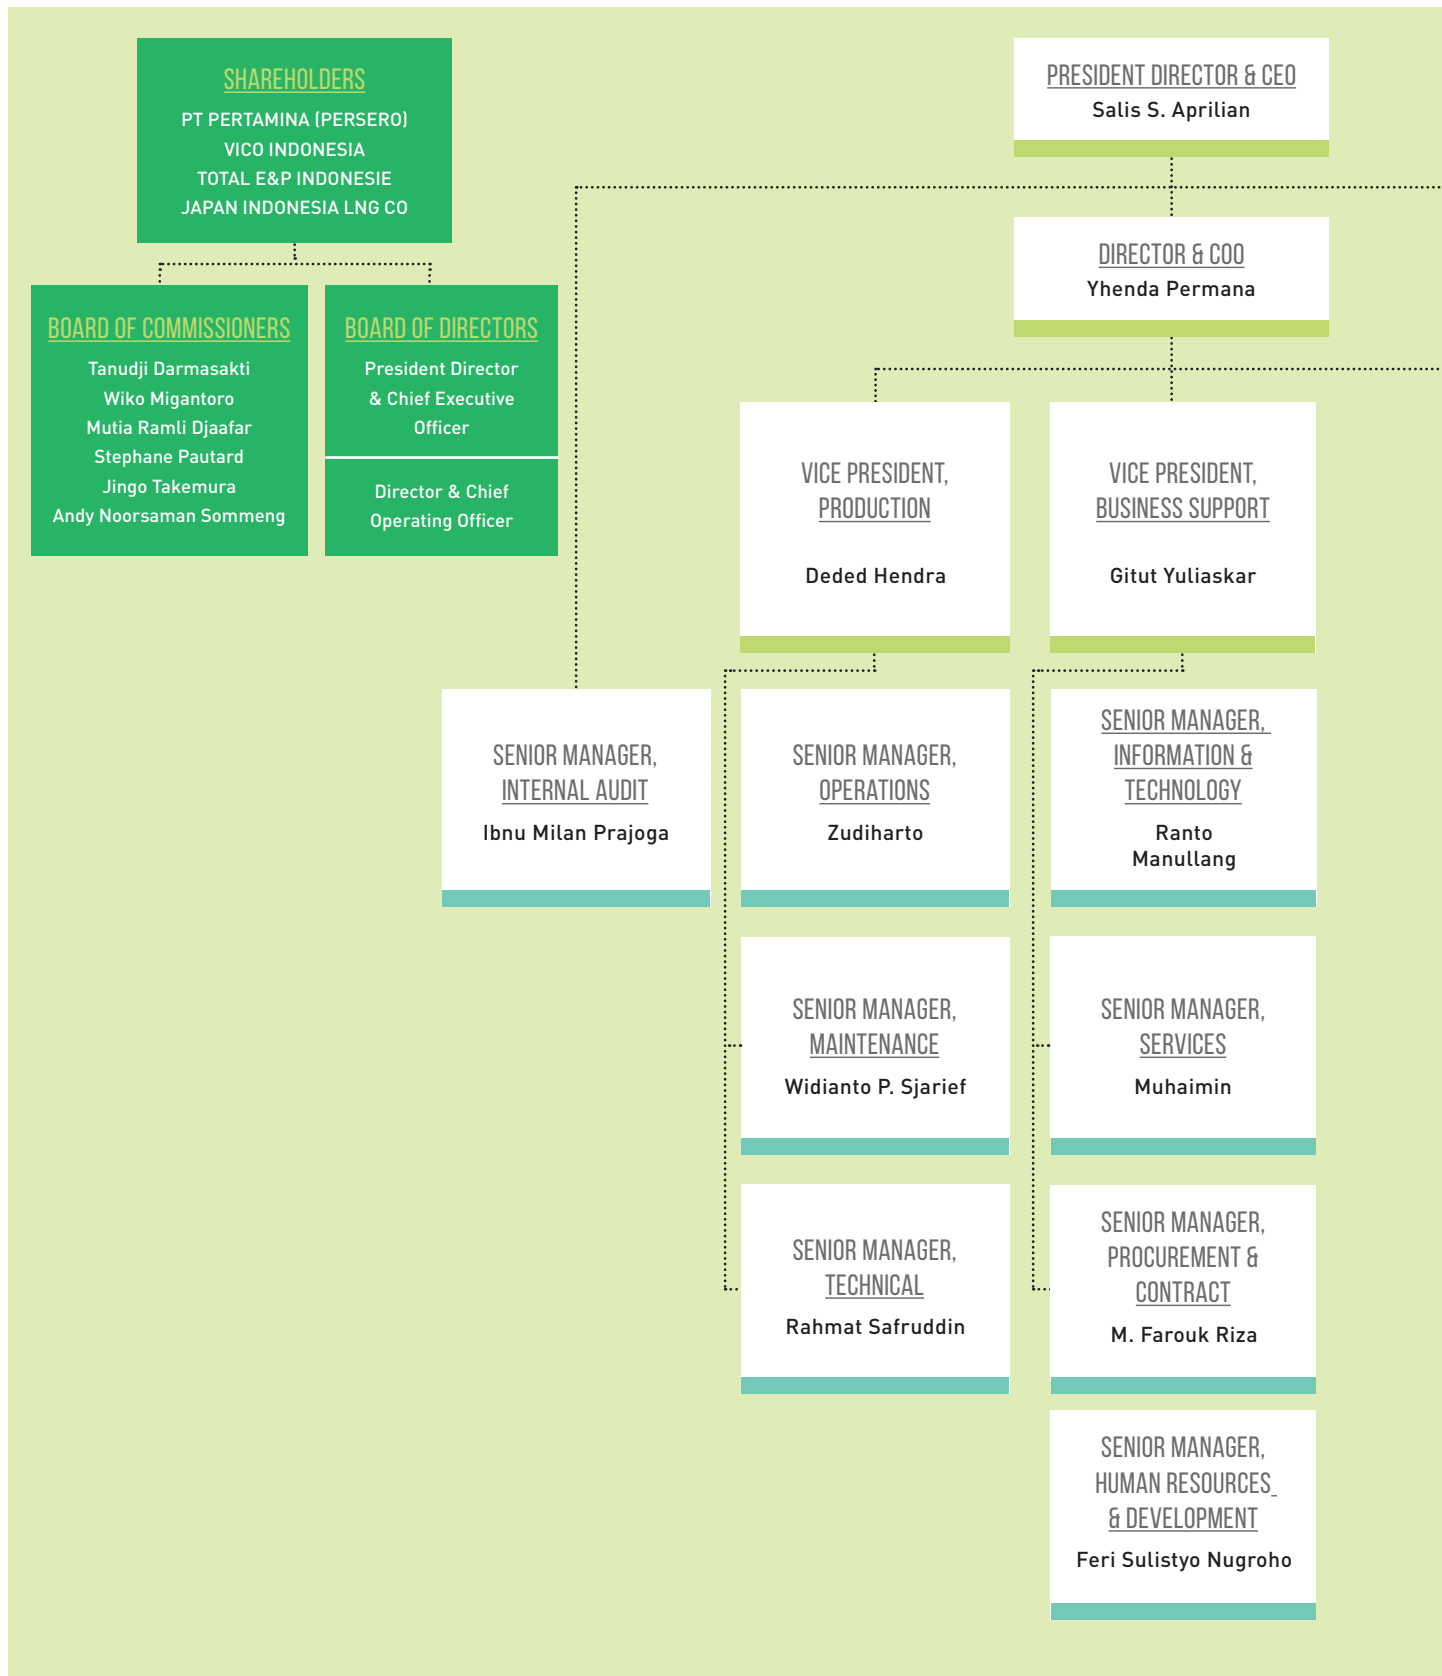 SHAREHOLDERS
PT PERTAMINA (PERSERO)
VICO INDONESIA
TOTAL E&P INDONESIE
JAPAN INDONESIA LNG CO
BOARD OF COMMISSIONERS
Tanudji Darmasakti
Wiko Migantoro
Mutia Ramli Djaafar
Stephane Pautard
Jingo Takemura
Andy Noorsaman Sommeng
BOARD OF DIRECTORS
President Director
& Chief Executive
Officer
Director & Chief
Operating Officer
PRESIDENT DIRECTOR & CEO
Salis S. Aprilian
DIRECTOR & COO
Yhenda Permana
VICE PRESIDENT,
PRODUCTION
Deded Hendra
VICE PRESIDENT,
BUSINESS SUPPORT
Gitut Yuliaskar
SENIOR MANAGER,
INTERNAL AUDIT
Ibnu Milan Prajoga
SENIOR MANAGER,
OPERATIONS
Zudiharto
SENIOR MANAGER,
INFORMATION &
TECHNOLOGY
Ranto
Manullang
SENIOR MANAGER,
MAINTENANCE
Widianto P. Sjarief
SENIOR MANAGER,
SERVICES
Muhaimin
SENIOR MANAGER,
TECHNICAL
Rahmat Safruddin
SENIOR MANAGER,
PROCUREMENT &
CONTRACT
M. Farouk Riza
SENIOR MANAGER,
HUMAN RESOURCES
& DEVELOPMENT
Feri Sulistyo Nugroho